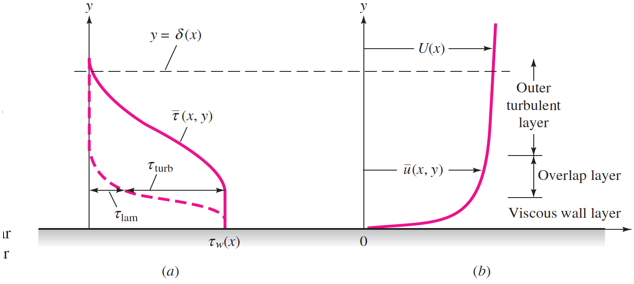 y
y
y = δ(x)
U(x)
Outer
turbulent
layer
τ̅ (x, y)
τturb
u̅(x, y)
Overlap layer
τlam
Viscous wall layer
τw(x)
0
(a)
(b)
r